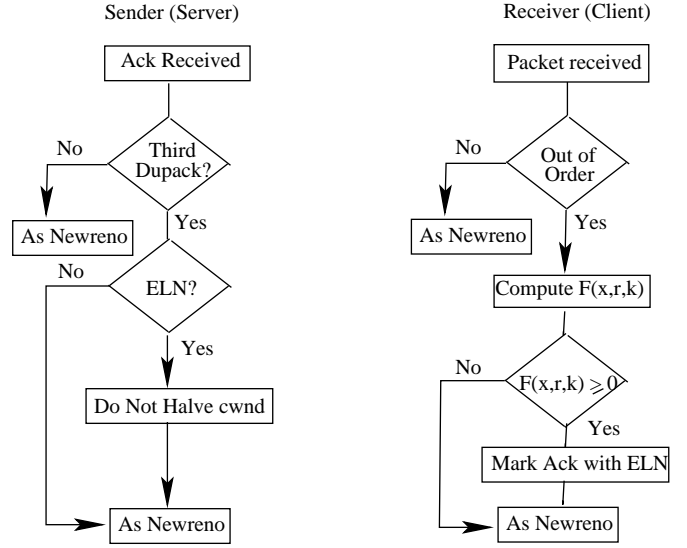 Sender (Server)
Ack Received
Third
Dupack?
No
Yes
As Newreno
No
ELN?
Yes
Do Not Halve cwnd
As Newreno
Receiver (Client)
Packet received
No
Out of
Order
Yes
As Newreno
Compute F(x,r,k)
No
F(x,r,k) ⩾ 0
Yes
Mark Ack with ELN
As Newreno